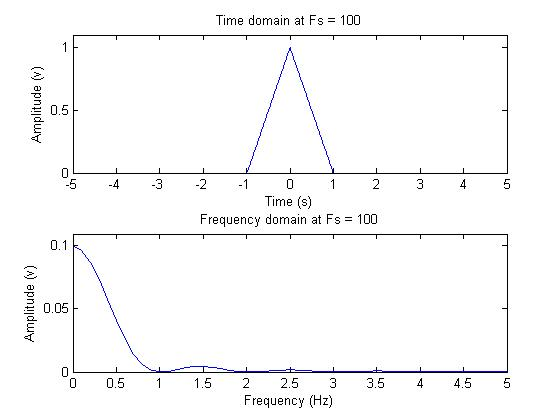 Time domain at Fs = 100
1
0.5
0
Amplitude (v)
-5 -4 -3 -2 -1 0 1 2 3 4 5
Time (s)
Frequency domain at Fs = 100
0.1
0.05
0
Amplitude (v)
0 0.5 1 1.5 2 2.5 3 3.5 4 4.5 5
Frequency (Hz)